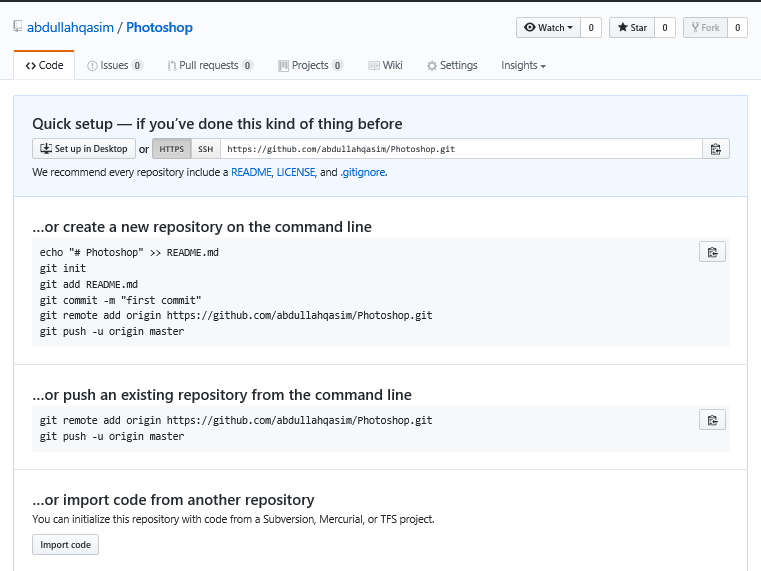 abdullahqasim / Photoshop
Watch 0 Star 0 Fork 0
Code Issues 0 Pull requests 0 Projects 0 Wiki Settings Insights
Quick setup — if you've done this kind of thing before
Set up in Desktop or HTTPS SSH https://github.com/abdullahqasim/Photoshop.git
We recommend every repository include a README, LICENSE, and .gitignore.
…or create a new repository on the command line
echo "# Photoshop" >> README.md
git init
git add README.md
git commit -m "first commit"
git remote add origin https://github.com/abdullahqasim/Photoshop.git
git push -u origin master
…or push an existing repository from the command line
git remote add origin https://github.com/abdullahqasim/Photoshop.git
git push -u origin master
…or import code from another repository
You can initialize this repository with code from a Subversion, Mercurial, or TFS project.
Import code